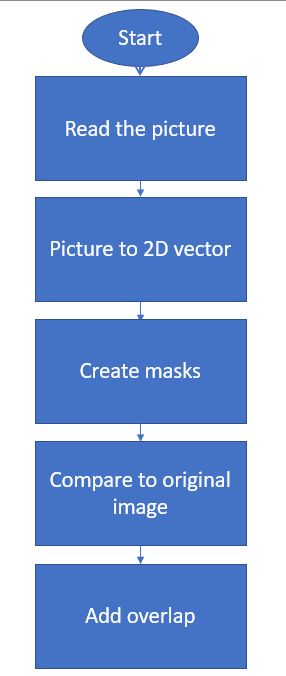 Start
Read the picture
Picture to 2D vector
Create masks
Compare to original
image
Add overlap